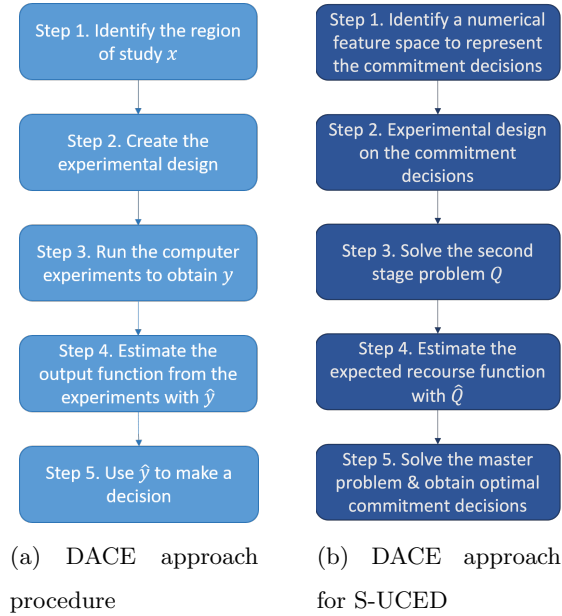 Step 1. Identify the region
of study x
Step 2. Create the
experimental design
Step 3. Run the computer
experiments to obtain y
Step 4. Estimate the
output function from the
experiments with ŷ
Step 5. Use ŷ to make a
decision
(a) DACE approach
procedure
Step 1. Identify a numerical
feature space to represent
the commitment decisions
Step 2. Experimental design
on the commitment
decisions
Step 3. Solve the second
stage problem Q
Step 4. Estimate the
expected recourse function
with Q̂
Step 5. Solve the master
problem & obtain optimal
commitment decisions
(b) DACE approach
for S-UCED